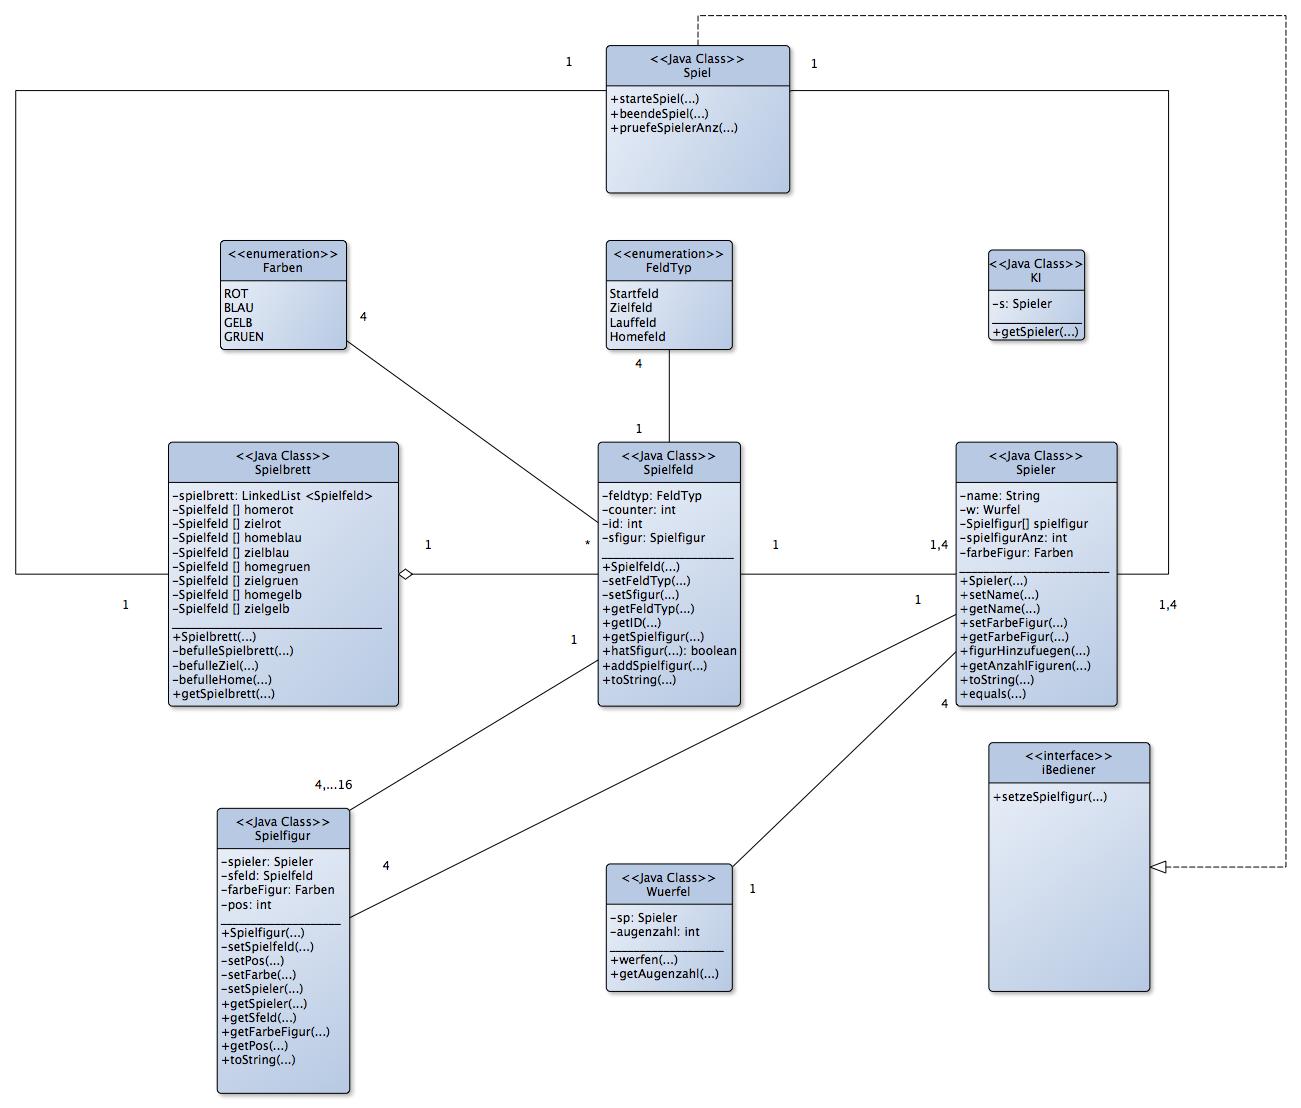 1
<<Java Class>>
Spiel
1
+starteSpiel(...)
+beendeSpiel(...)
+pruefeSpielerAnz(...)
<<enumeration>>
Farben
ROT
BLAU
GELB
GRUEN
4
<<enumeration>>
FeldTyp
Startfeld
Zielfeld
Lauffeld
Homefeld
4
1
<<Java Class>>
KI
-s: Spieler
+getSpieler(...)
<<Java Class>>
Spielbrett
-spielbrett: LinkedList <Spielfeld>
-Spielfeld [] homerot
-Spielfeld [] zielrot
-Spielfeld [] homeblau
-Spielfeld [] zielblau
-Spielfeld [] homegruen
-Spielfeld [] zielgruen
-Spielfeld [] homegelb
-Spielfeld [] zielgelb
+Spielbrett(...)
-befulleSpielbrett(...)
-befulleZiel(...)
-befulleHome(...)
+getSpielbrett(...)
1
1
*
<<Java Class>>
Spielfeld
-feldtyp: FeldTyp
-counter: int
-id: int
-sfigur: Spielfigur
+Spielfeld(...)
-setFeldTyp(...)
-setSfigur(...)
+getFeldTyp(...)
+getID(...)
+getSpielfigur(...)
+hatSfigur(...): boolean
+addSpielfigur(...)
+toString(...)
1
1
1,4
1
4
<<Java Class>>
Spieler
-name: String
-w: Wurfel
-Spielfigur[] spielfigur
-spielfigurAnz: int
-farbeFigur: Farben
+Spieler(...)
+setName(...)
+getName(...)
+setFarbeFigur(...)
+getFarbeFigur(...)
+figurHinzufuegen(...)
+getAnzahlFiguren(...)
+toString(...)
+equals(...)
1,4
4,...16
<<Java Class>>
Spielfigur
-spieler: Spieler
-sfeld: Spielfeld
-farbeFigur: Farben
-pos: int
+Spielfigur(...)
-setSpielfeld(...)
-setPos(...)
-setFarbe(...)
-setSpieler(...)
+getSpieler(...)
+getSfeld(...)
+getFarbeFigur(...)
+getPos(...)
+toString(...)
4
<<Java Class>>
Wuerfel
-sp: Spieler
-augenzahl: int
+werfen(...)
+getAugenzahl(...)
1
<<interface>>
iBediener
+setzeSpielfigur(...)